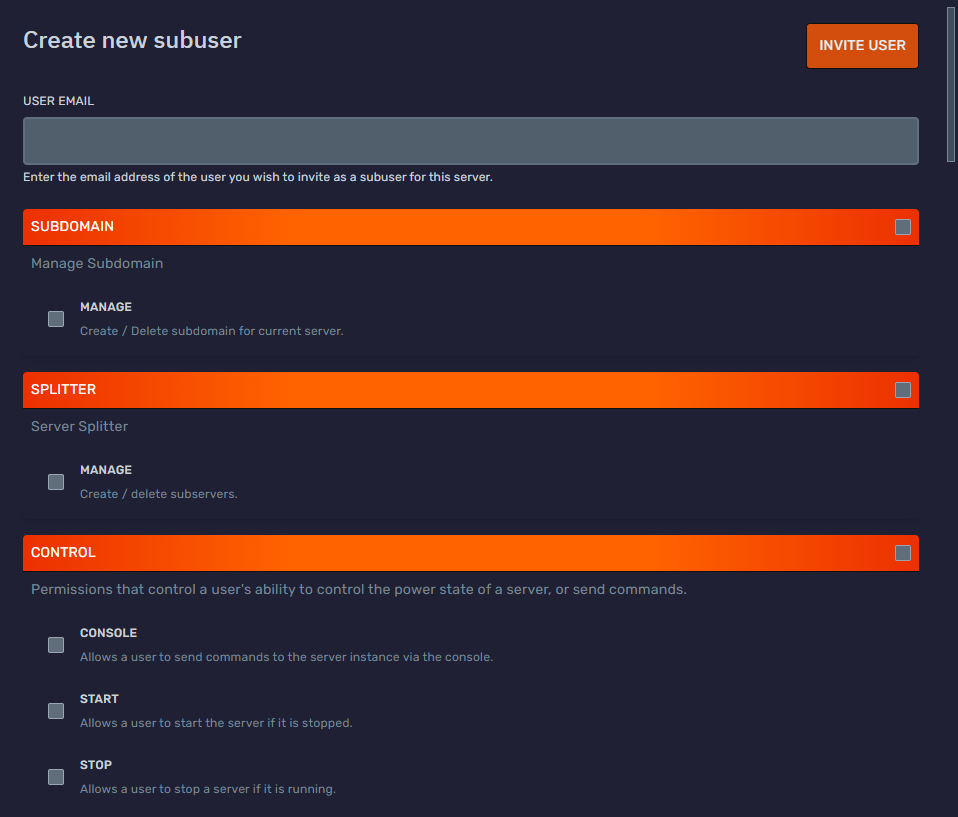 Create new subuser
INVITE USER
USER EMAIL
Enter the email address of the user you wish to invite as a subuser for this server.
SUBDOMAIN
Manage Subdomain
MANAGE
Create / Delete subdomain for current server.
SPLITTER
Server Splitter
MANAGE
Create / delete subservers.
CONTROL
Permissions that control a user's ability to control the power state of a server, or send commands.
CONSOLE
Allows a user to send commands to the server instance via the console.
START
Allows a user to start the server if it is stopped.
STOP
Allows a user to stop a server if it is running.